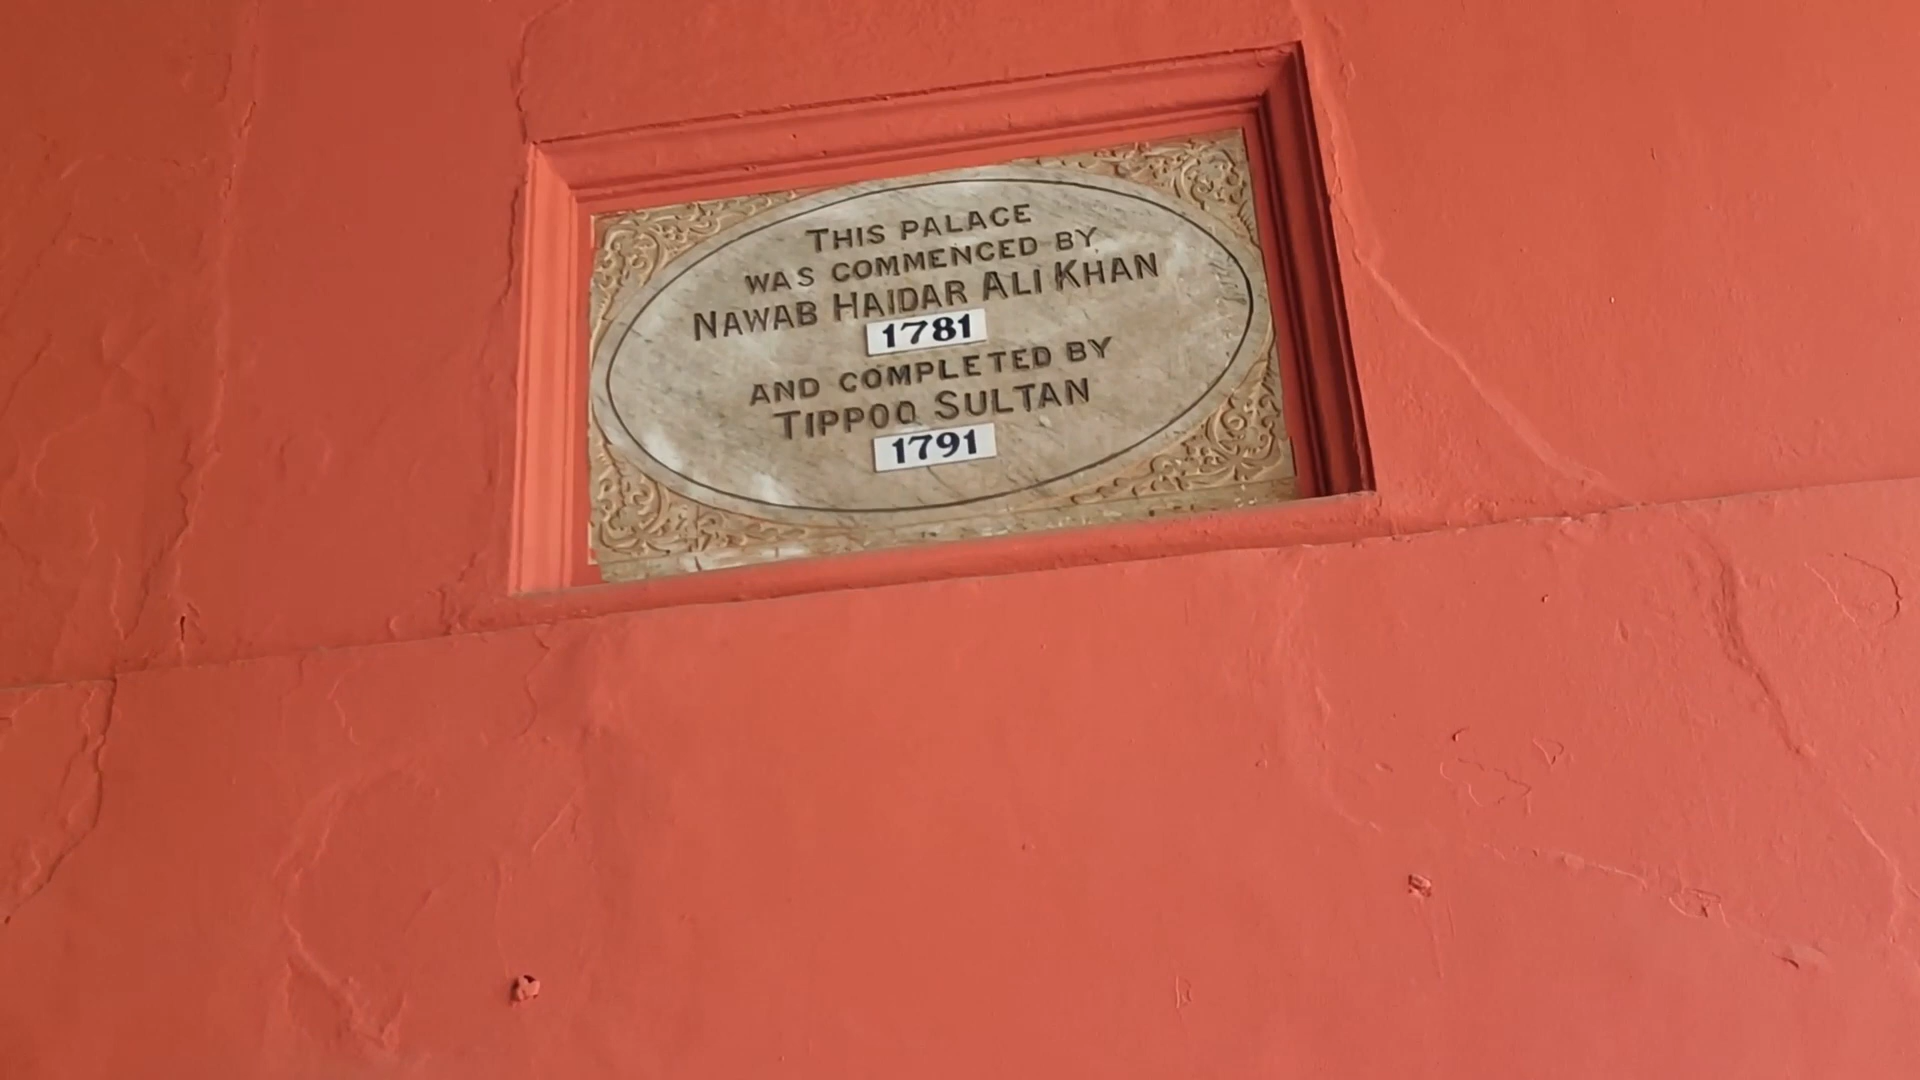 THIS PALACE
WAS COMMENCED BY
NAWAB HAIDAR ALI KHAN
1781
AND COMPLETED BY
TIPPOO SULTAN
1791